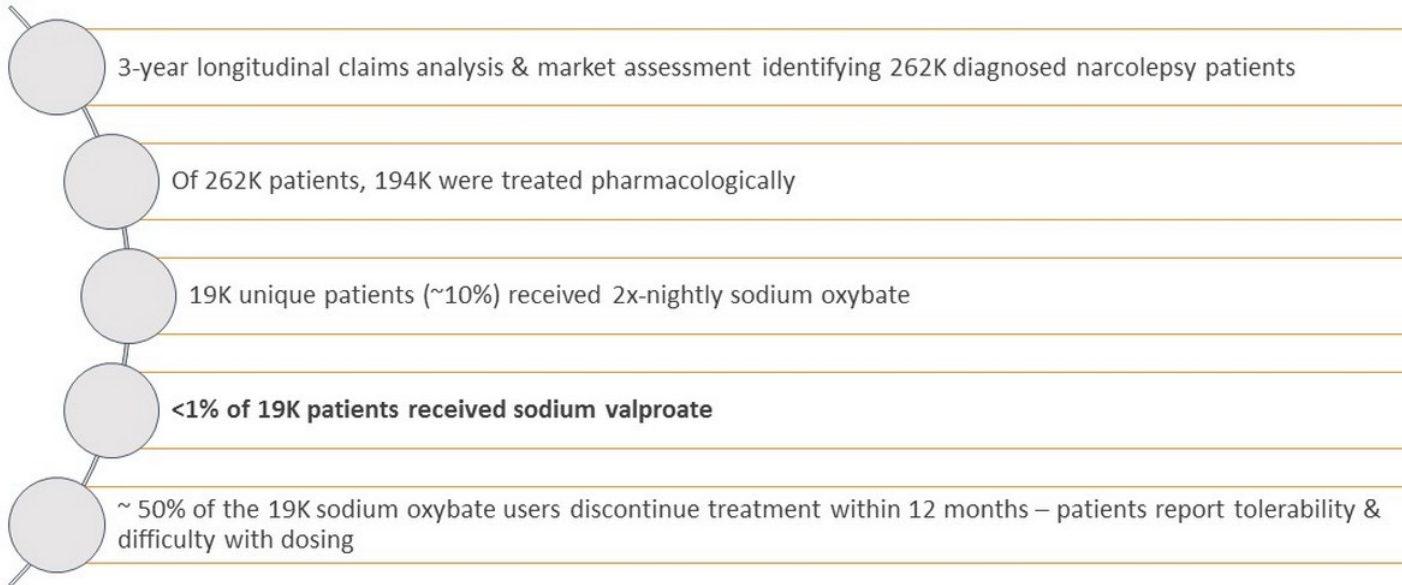 3-year longitudinal claims analysis & market assessment identifying 262K diagnosed narcolepsy patients
Of 262K patients, 194K were treated pharmacologically
19K unique patients (~10%) received 2x-nightly sodium oxybate
<1% of 19K patients received sodium valproate
~ 50% of the 19K sodium oxybate users discontinue treatment within 12 months – patients report tolerability &
difficulty with dosing